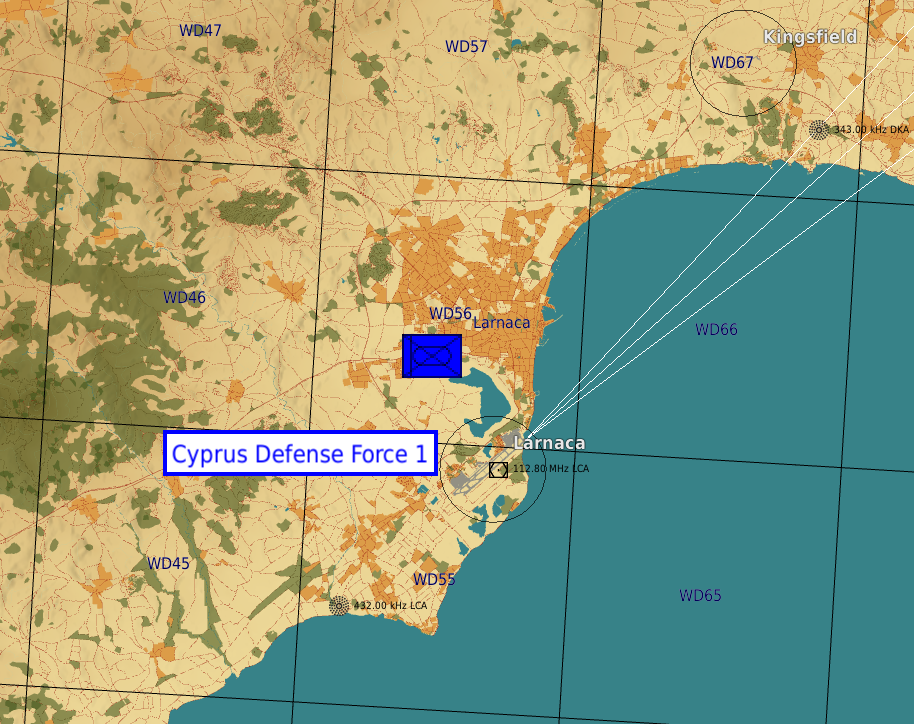 WD47
WD57
Kingsfield
WD67
343.00 kHz DKA
WD46
WD56
Larnaca
WD66
Lárnaca
Cyprus Defense Force 1
112.80 MHz LCA
WD45
WD55
WD65
432.00 kHz LCA